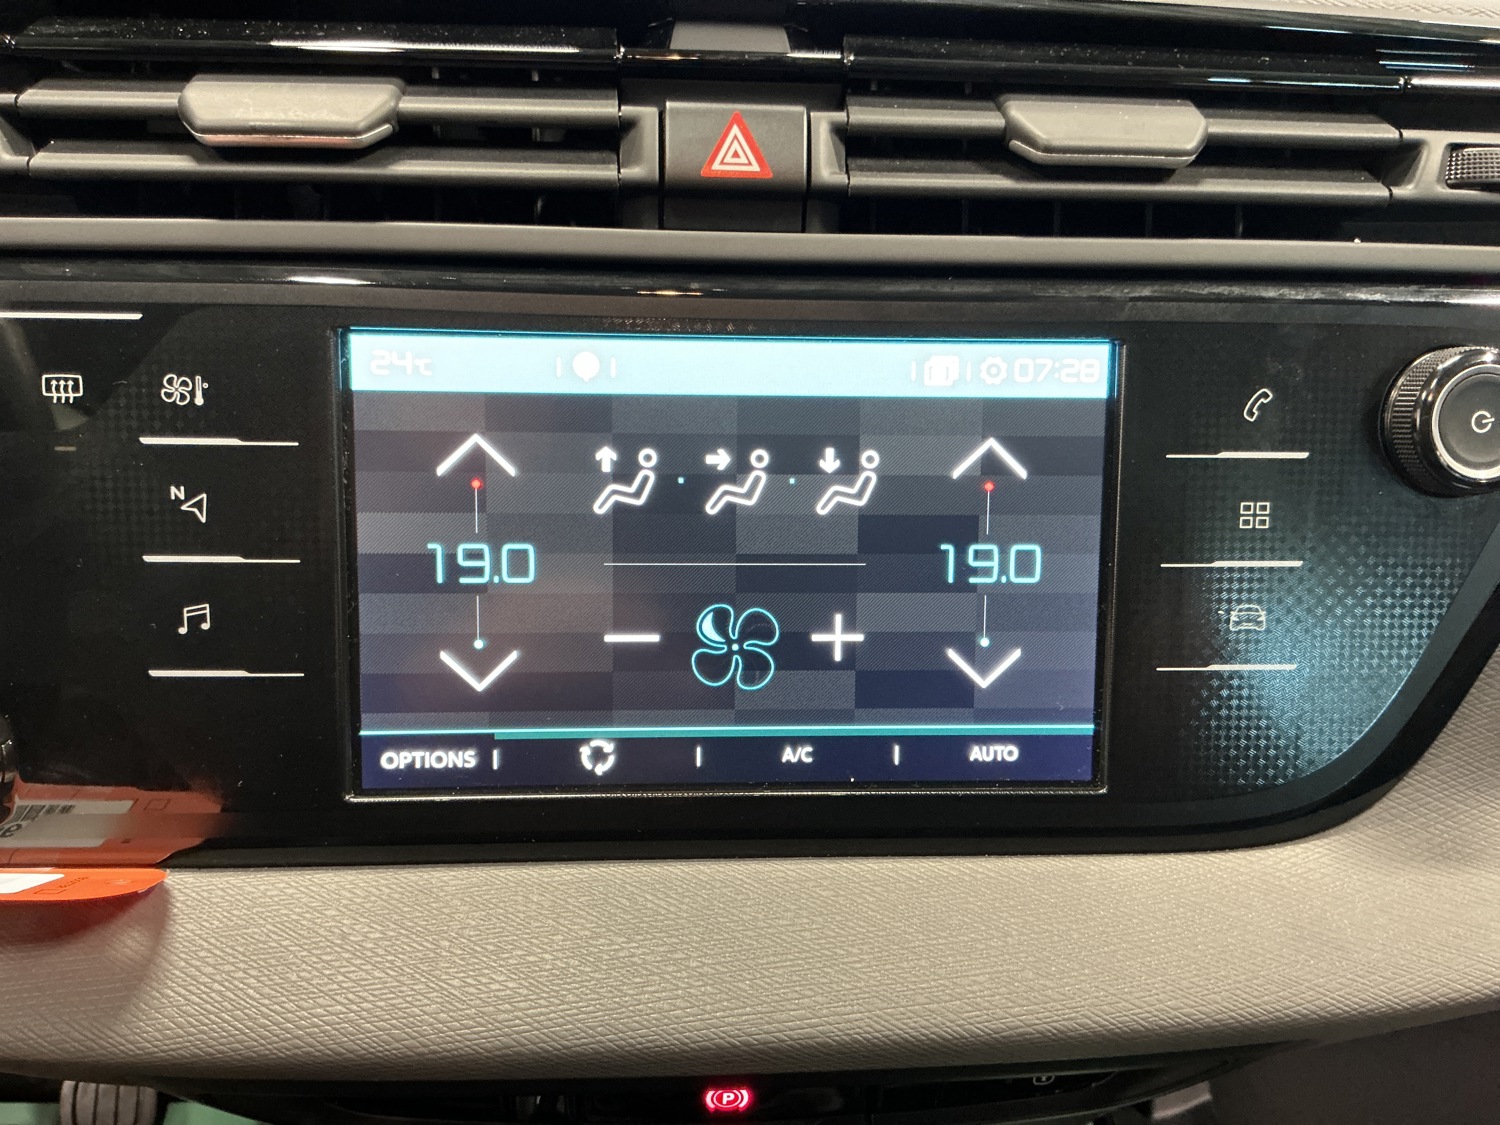 24°C
07:28
N
19.0
19.0
OPTIONS
A/C
AUTO
P